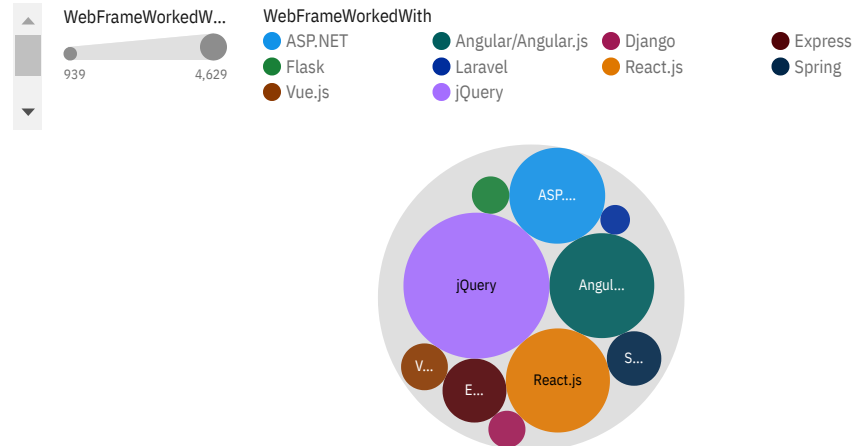 WebFrameWorkedW...
939 4,629
WebFrameWorkedWith
ASP.NET Angular/Angular.js Django Express
Flask Laravel React.js Spring
Vue.js jQuery
ASP....
jQuery Angul...
V... E... React.js S...